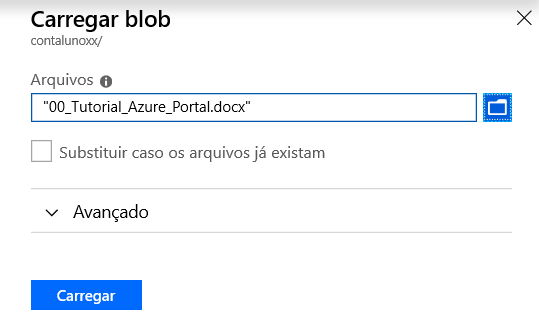 Carregar blob
contalunoxx/
Arquivos
"00_Tutorial_Azure_Portal.docx"
Substituir caso os arquivos já existam
Avançado
Carregar